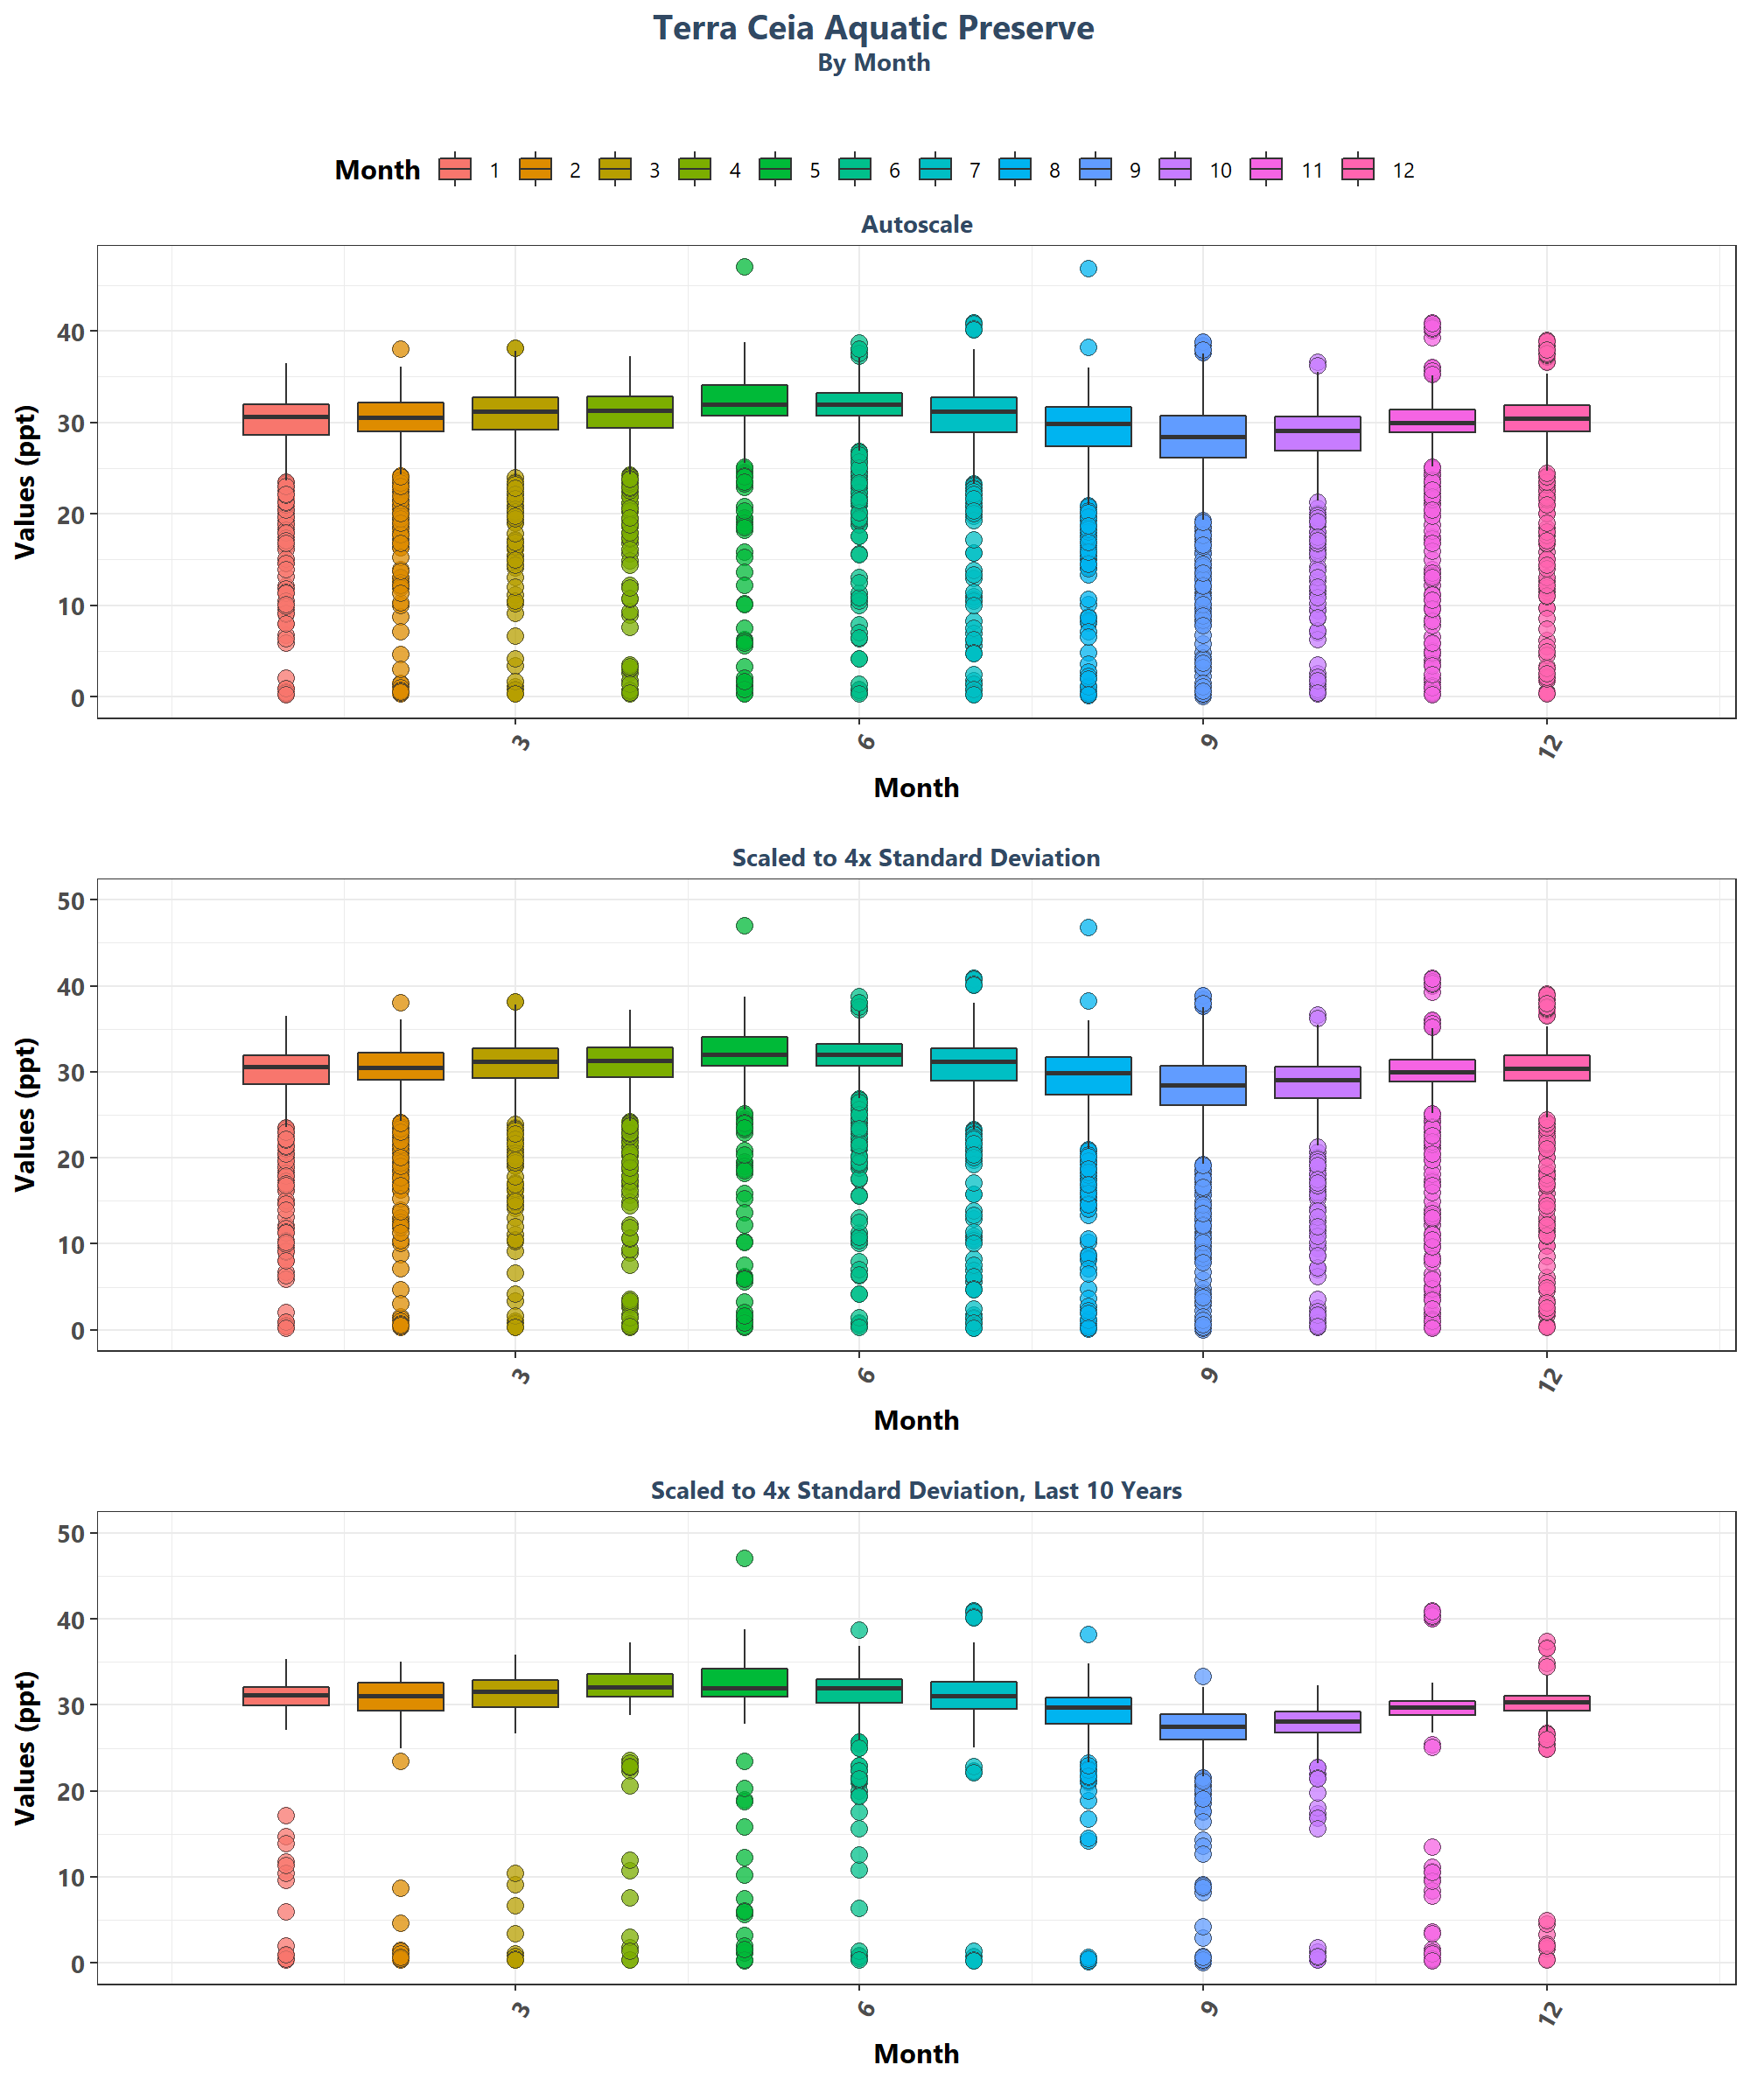 Terra Ceia Aquatic Preserve
By Month
Month 1 2 3 4 5 6 7 8 9 10 11 12
Autoscale
Values (ppt)
40
30
20
10
0
3 6 9 12
Month
Scaled to 4x Standard Deviation
Values (ppt)
50
40
30
20
10
0
3 6 9 12
Month
Scaled to 4x Standard Deviation, Last 10 Years
Values (ppt)
50
40
30
20
10
0
3 6 9 12
Month